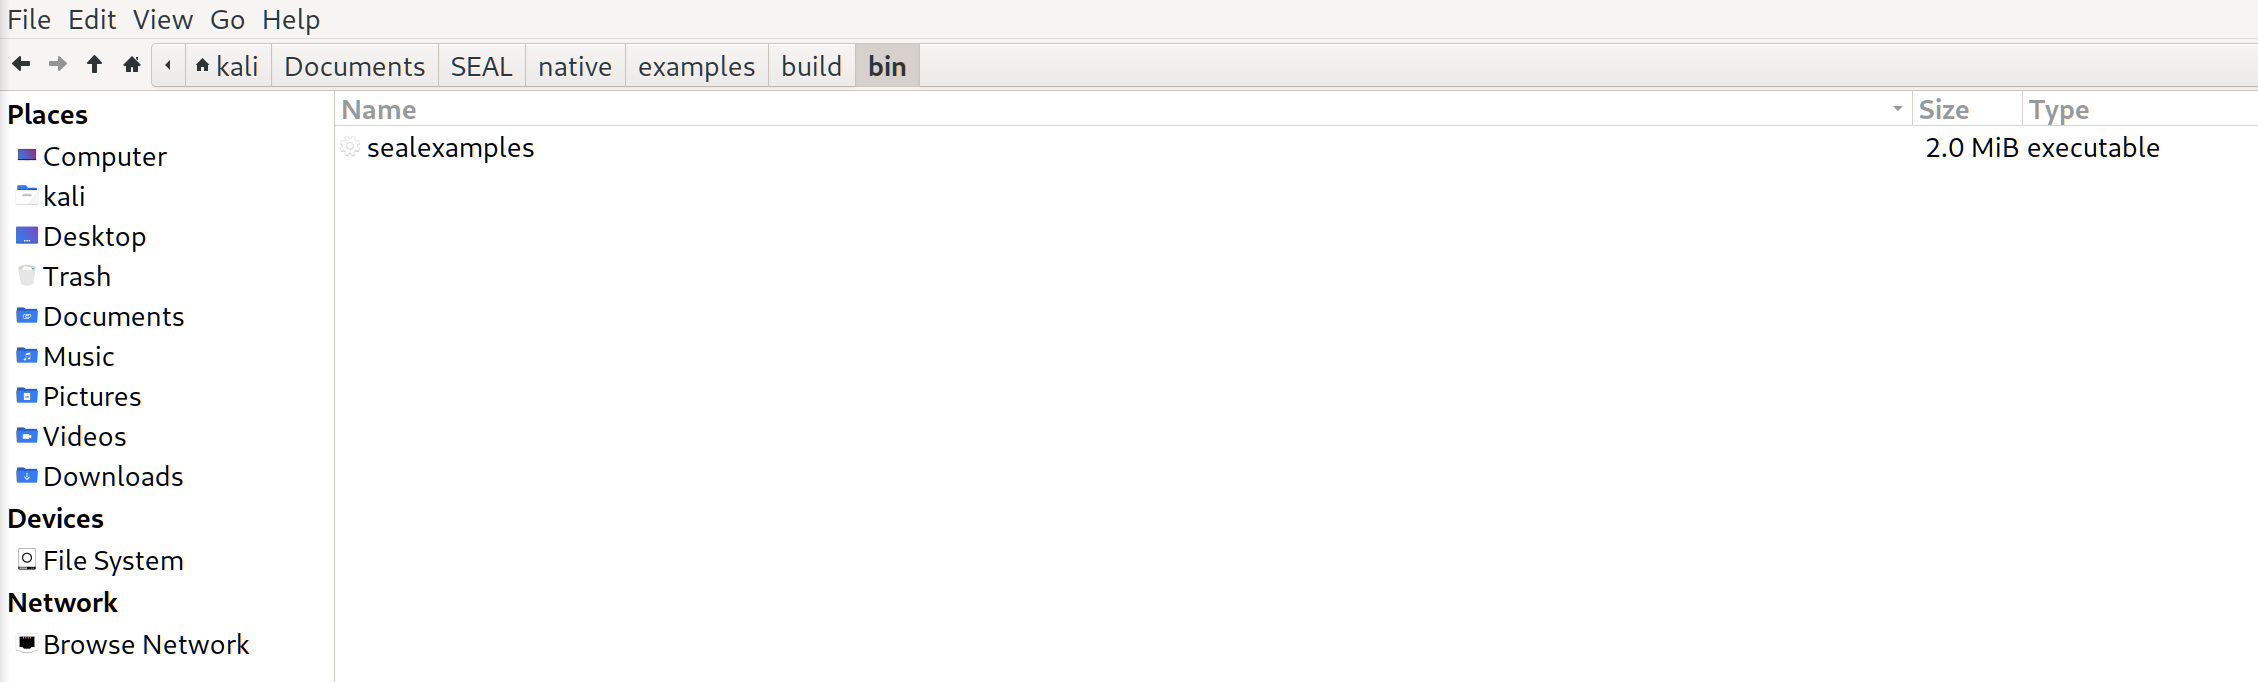 File Edit View Go Help
kali Documents SEAL native examples build bin
Places
Computer
kali
Desktop
Trash
Documents
Music
Pictures
Videos
Downloads
Devices
File System
Network
Browse Network
Name Size Type
sealexamples 2.0 MiB executable